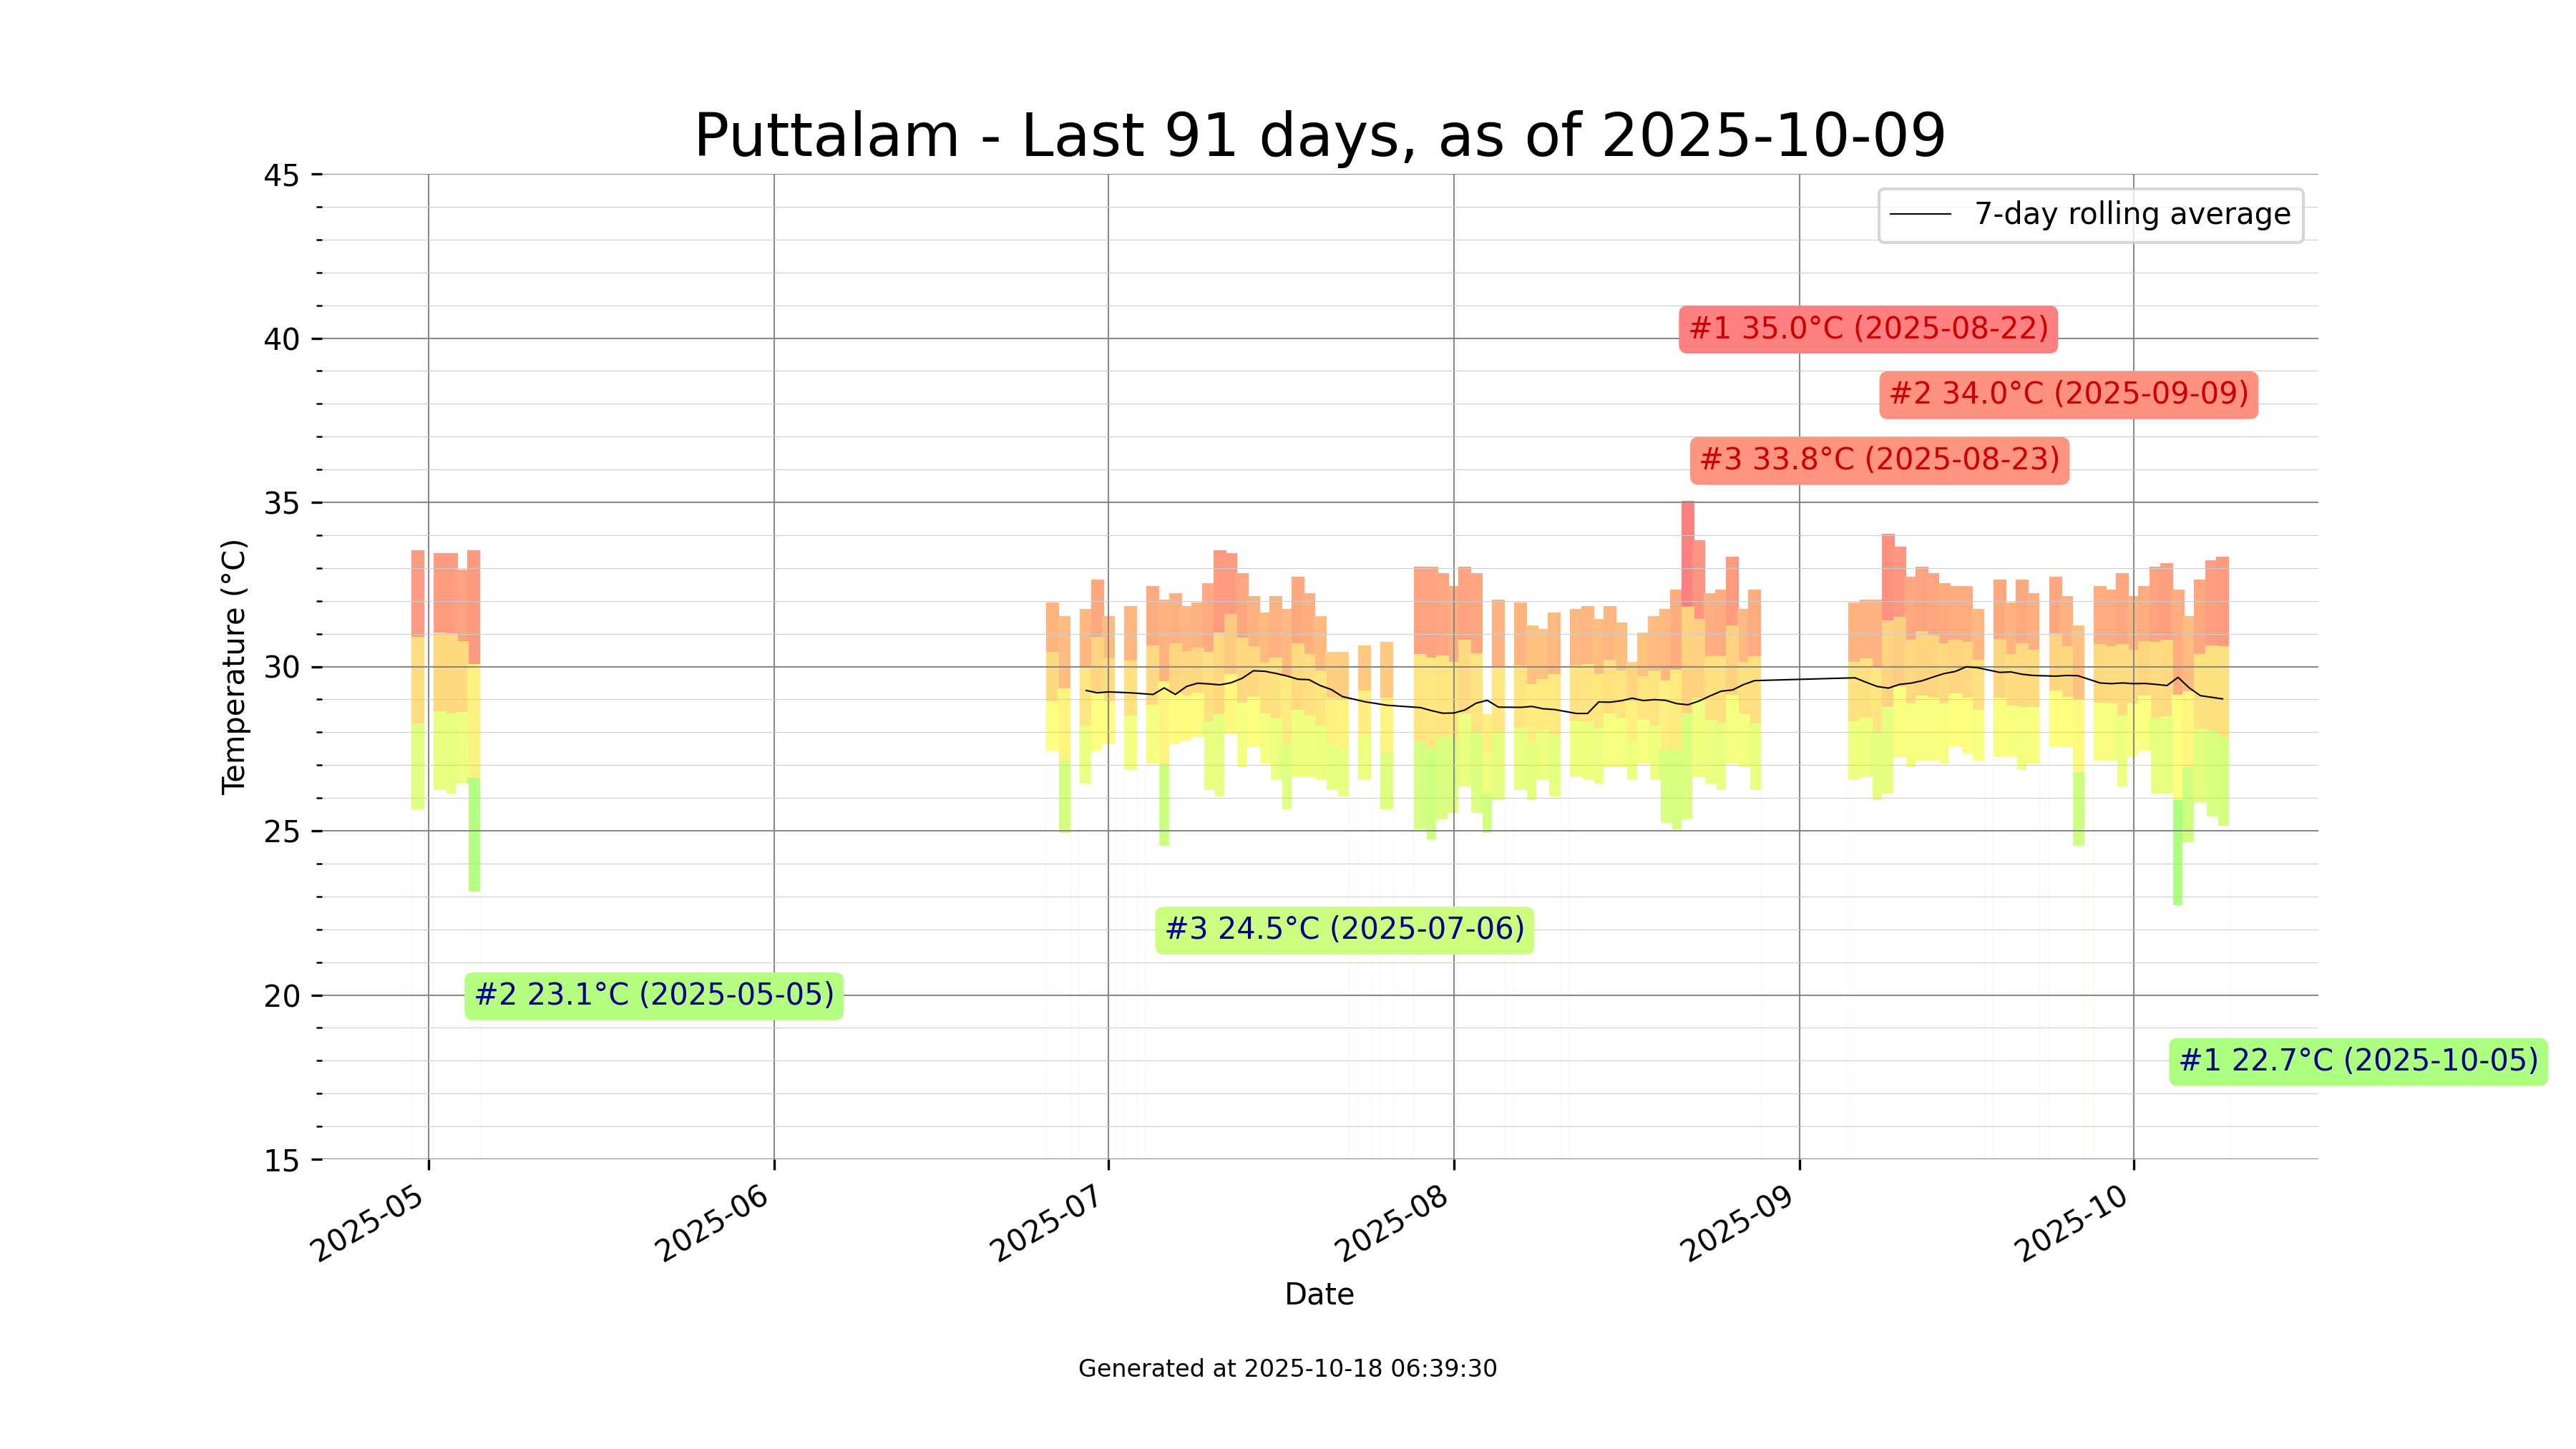 Puttalam - Last 91 days, as of 2025-10-09
7-day rolling average
#1 35.0°C (2025-08-22)
#2 34.0°C (2025-09-09)
#3 33.8°C (2025-08-23)
#3 24.5°C (2025-07-06)
#2 23.1°C (2025-05-05)
#1 22.7°C (2025-10-05)
Temperature (°C)
45
40
35
30
25
20
15
2025-05
2025-06
2025-07
2025-08
2025-09
2025-10
Date
Generated at 2025-10-18 06:39:30